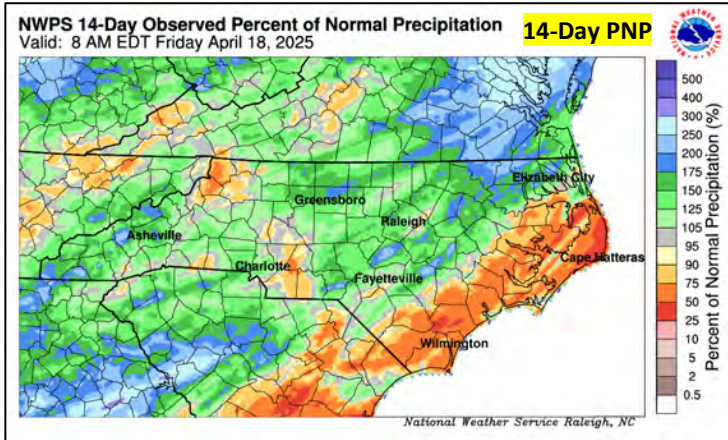 NWPS 14-Day Observed Percent of Normal Precipitation
Valid: 8 AM EDT Friday April 18, 2025
14-Day PNP
NATIONAL WEATHER SERVICE
500
400
300
250
200
175
150
125
105
95
90
75
50
25
10
5
2
0.5
Percent of Normal Precipitation (%)
Elizabeth City
Greensboro
Raleigh
Asheville
Cape Hatteras
Charlotte
Fayetteville
Wilmington
National Weather Service Raleigh, NC